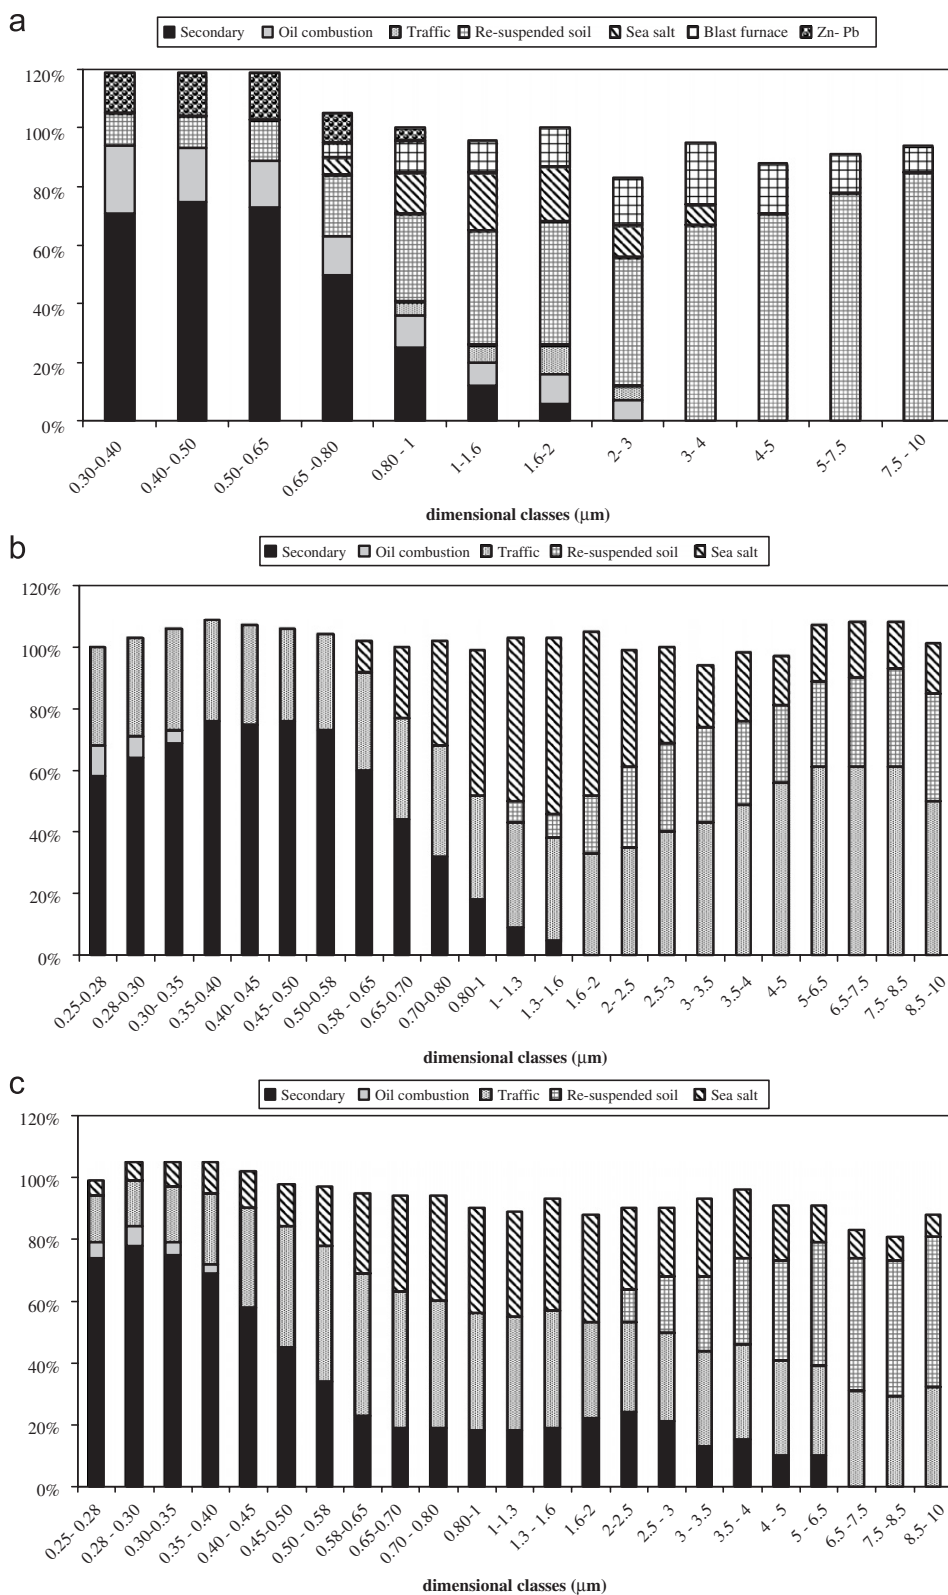 a
Secondary Oil combustion Traffic Re-suspended soil Sea salt Blast furnace Zn- Pb
120%
100%
80%
60%
40%
20%
0%
0.30-0.40 0.40- 0.50 0.50- 0.65 0.65 -0.80 0.80 - 1 1-1.6 1.6-2 2- 3 3- 4 4-5 5-7.5 7.5 - 10
dimensional classes (μm)
b
Secondary Oil combustion Traffic Re-suspended soil Sea salt
120%
100%
80%
60%
40%
20%
0%
0.25-0.28 0.28-0.30 0.30- 0.35 0.35-0.40 0.40- 0.45 0.45- 0.50 0.50-0.58 0.58 - 0.65 0.65-0.70 0.70-0.80 0.80-1 1- 1.3 1.3- 1.6 1.6 -2 2- 2.5 2.5-3 3- 3.5 3.5-4 4-5 5-6.5 6.5-7.5 7.5- 8.5 8.5 -10
dimensional classes (μm)
c
Secondary Oil combustion Traffic Re-suspended soil Sea salt
120%
100%
80%
60%
40%
20%
0%
0.25- 0.28 0.28 - 0.30 0.30-0.35 0.35 - 0.40 0.40 - 0.45 0.45-0.50 0.50 - 0.58 0.58-0.65 0.65-0.70 0.70 - 0.80 0.80-1 1-1.3 1.3 - 1.6 1.6-2 2-2.5 2.5 - 3 3 - 3.5 3.5 - 4 4 - 5 5 - 6.5 6.5 -7.5 7.5 -8.5 8.5- 10
dimensional classes (μm)